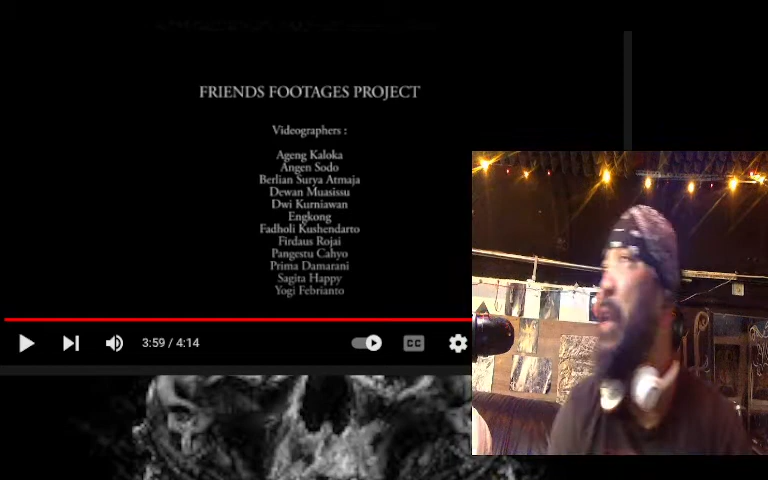 FRIENDS FOOTAGES PROJECT
Videographers :
Ageng Kaloka
Angen Sodo
Berlian Surya Atmaja
Dewan Muasissu
Dwi Kurniawan
Engkong
Fadholi Kushendarto
Firdaus Rojai
Pangestu Cahyo
Prima Damarani
Sagita Happy
Yogi Febrianto
3:59 / 4:14
CC